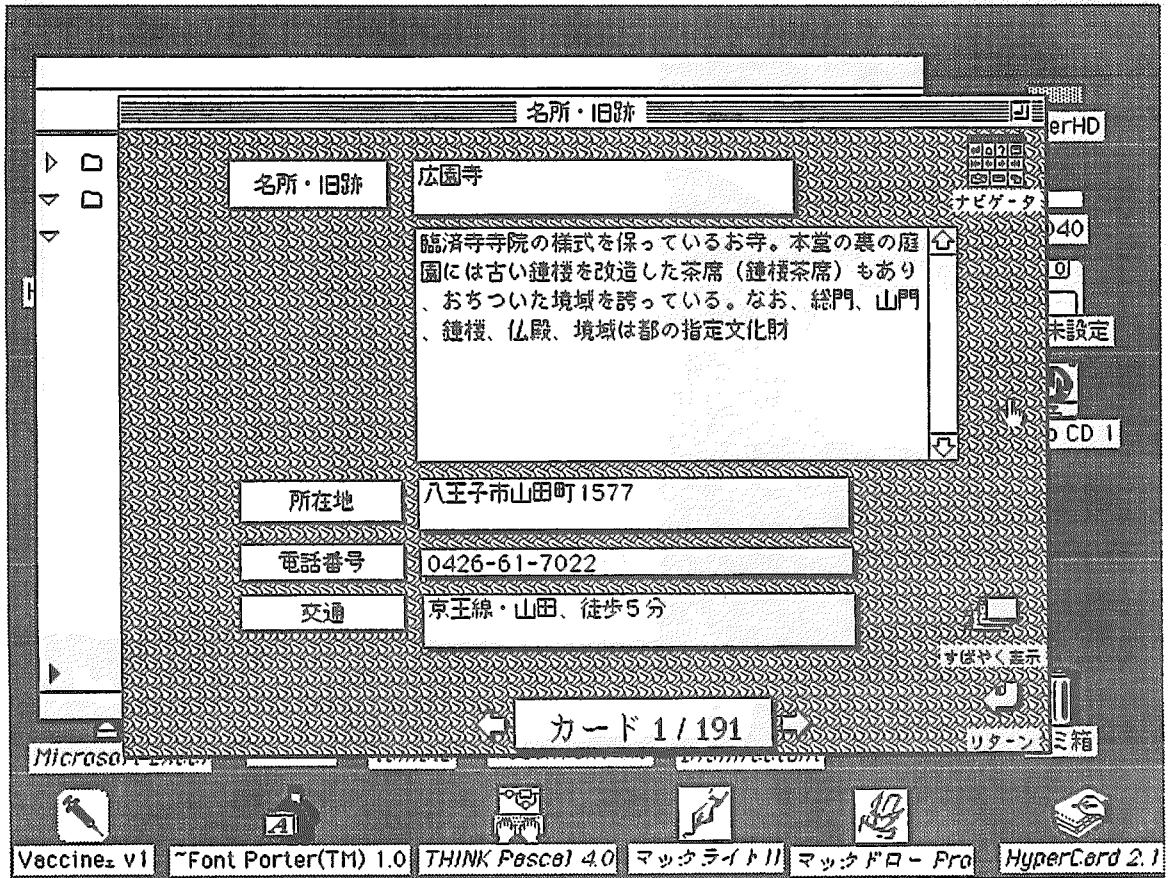 名所・旧跡
erHD
名所・旧跡
広園寺
ナビゲータ
040
臨済寺寺院の様式を保っているお寺。本堂の裏の庭
園には古い鐘楼を改造した茶席（鐘楼茶席）もあり
、おちついた境域を誇っている。なお、総門、山門
、鐘楼、仏殿、境域は都の指定文化財
未設定
CD 1
所在地
八王子市山田町1577
電話番号
0426-61-7022
交通
京王線・山田、徒歩5分
すばやく表示
カード 1 / 191
リターン
ミ箱
Microsoft Excel
Vaccine v1
~Font Porter(TM) 1.0
THINK Pascal 4.0
マックライトII
マックドロー Pro
HyperCard 2.1